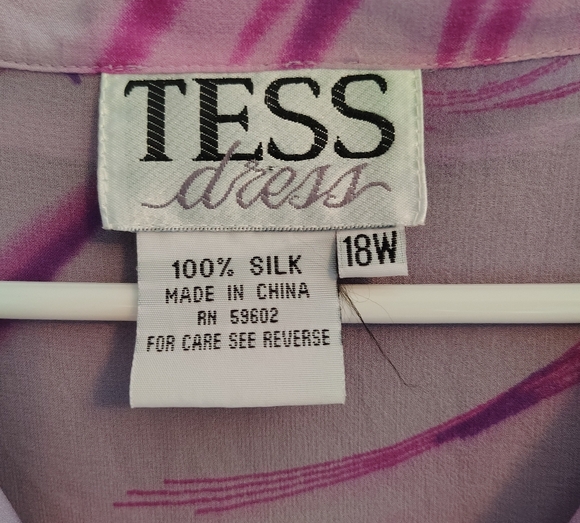 TESS
dress
18W
100% SILK
MADE IN CHINA
RN 59602
FOR CARE SEE REVERSE